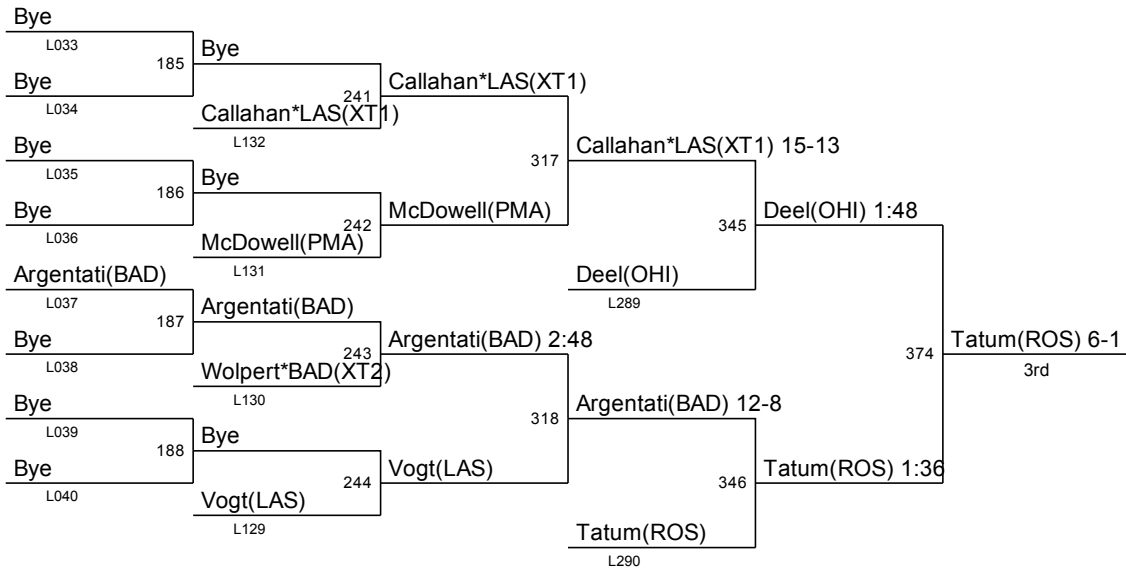 Bye
L033
185
Bye
Bye
L034
241
Callahan*LAS(XT1)
Callahan*LAS(XT1)
L132
Bye
L035
186
Bye
Bye
L036
242
McDowell(PMA)
McDowell(PMA)
L131
317
Callahan*LAS(XT1) 15-13
Argentati(BAD)
L037
187
Argentati(BAD)
Bye
L038
243
Argentati(BAD) 2:48
Wolpert*BAD(XT2)
L130
Bye
L039
188
Bye
Bye
L040
244
Vogt(LAS)
Vogt(LAS)
L129
318
Argentati(BAD) 12-8
345
Deel(OHI) 1:48
Deel(OHI)
L289
346
Tatum(ROS) 1:36
Tatum(ROS)
L290
374
Tatum(ROS) 6-1
3rd